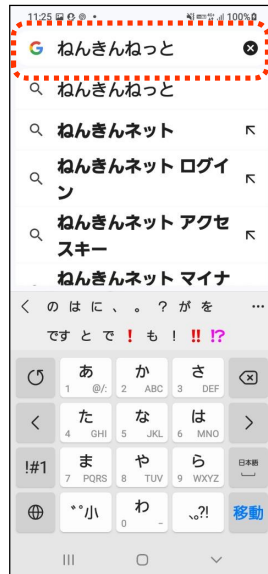 11:25 100%
ねんきんねっと
ねんきんねっと
ねんきんネット
ねんきんネット ログイ
ン
ねんきんネット アクセ
スキー
ねんきんネット マイナ
の は に 、 。 ? が を …
です と で ! も ! !! !?
あ 1 @/: か 2 ABC さ 3 DEF
た 4 GHI な 5 JKL は 6 MNO
!#1 ま 7 PQRS や 8 TUV ら 9 WXYZ 日本語
゛゜小 わ 0 - 、。?! 移動